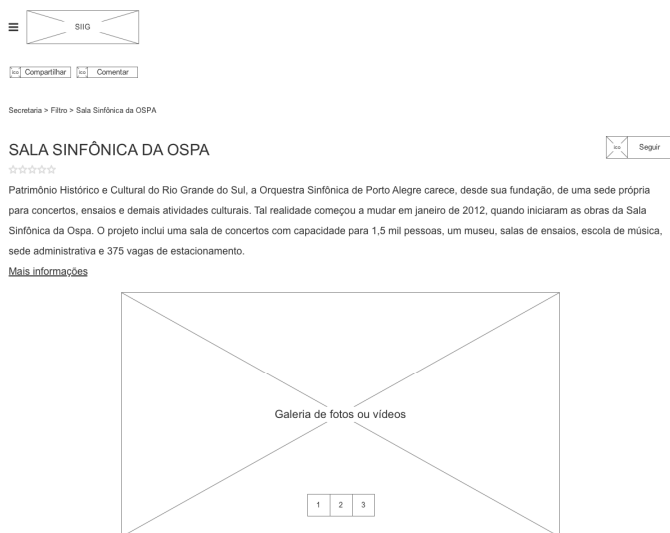 SIIG
ico Compartilhar ico Comentar
Secretaria > Filtro > Sala Sinfônica da OSPA
SALA SINFÔNICA DA OSPA
ico Seguir
Patrimônio Histórico e Cultural do Rio Grande do Sul, a Orquestra Sinfônica de Porto Alegre carece, desde sua fundação, de uma sede própria
para concertos, ensaios e demais atividades culturais. Tal realidade começou a mudar em janeiro de 2012, quando iniciaram as obras da Sala
Sinfônica da Ospa. O projeto inclui uma sala de concertos com capacidade para 1,5 mil pessoas, um museu, salas de ensaios, escola de música,
sede administrativa e 375 vagas de estacionamento.
Mais informações
Galeria de fotos ou vídeos
1 2 3